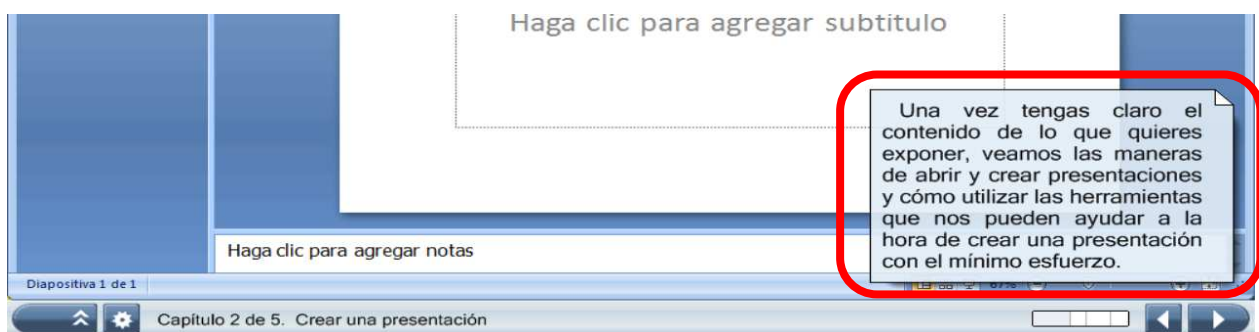 Haga clic para agregar subtítulo
Una vez tengas claro el
contenido de lo que quieres
exponer, veamos las maneras
de abrir y crear presentaciones
y cómo utilizar las herramientas
que nos pueden ayudar a la
hora de crear una presentación
con el mínimo esfuerzo.
Haga clic para agregar notas
Diapositiva 1 de 1
67%
Capítulo 2 de 5. Crear una presentación